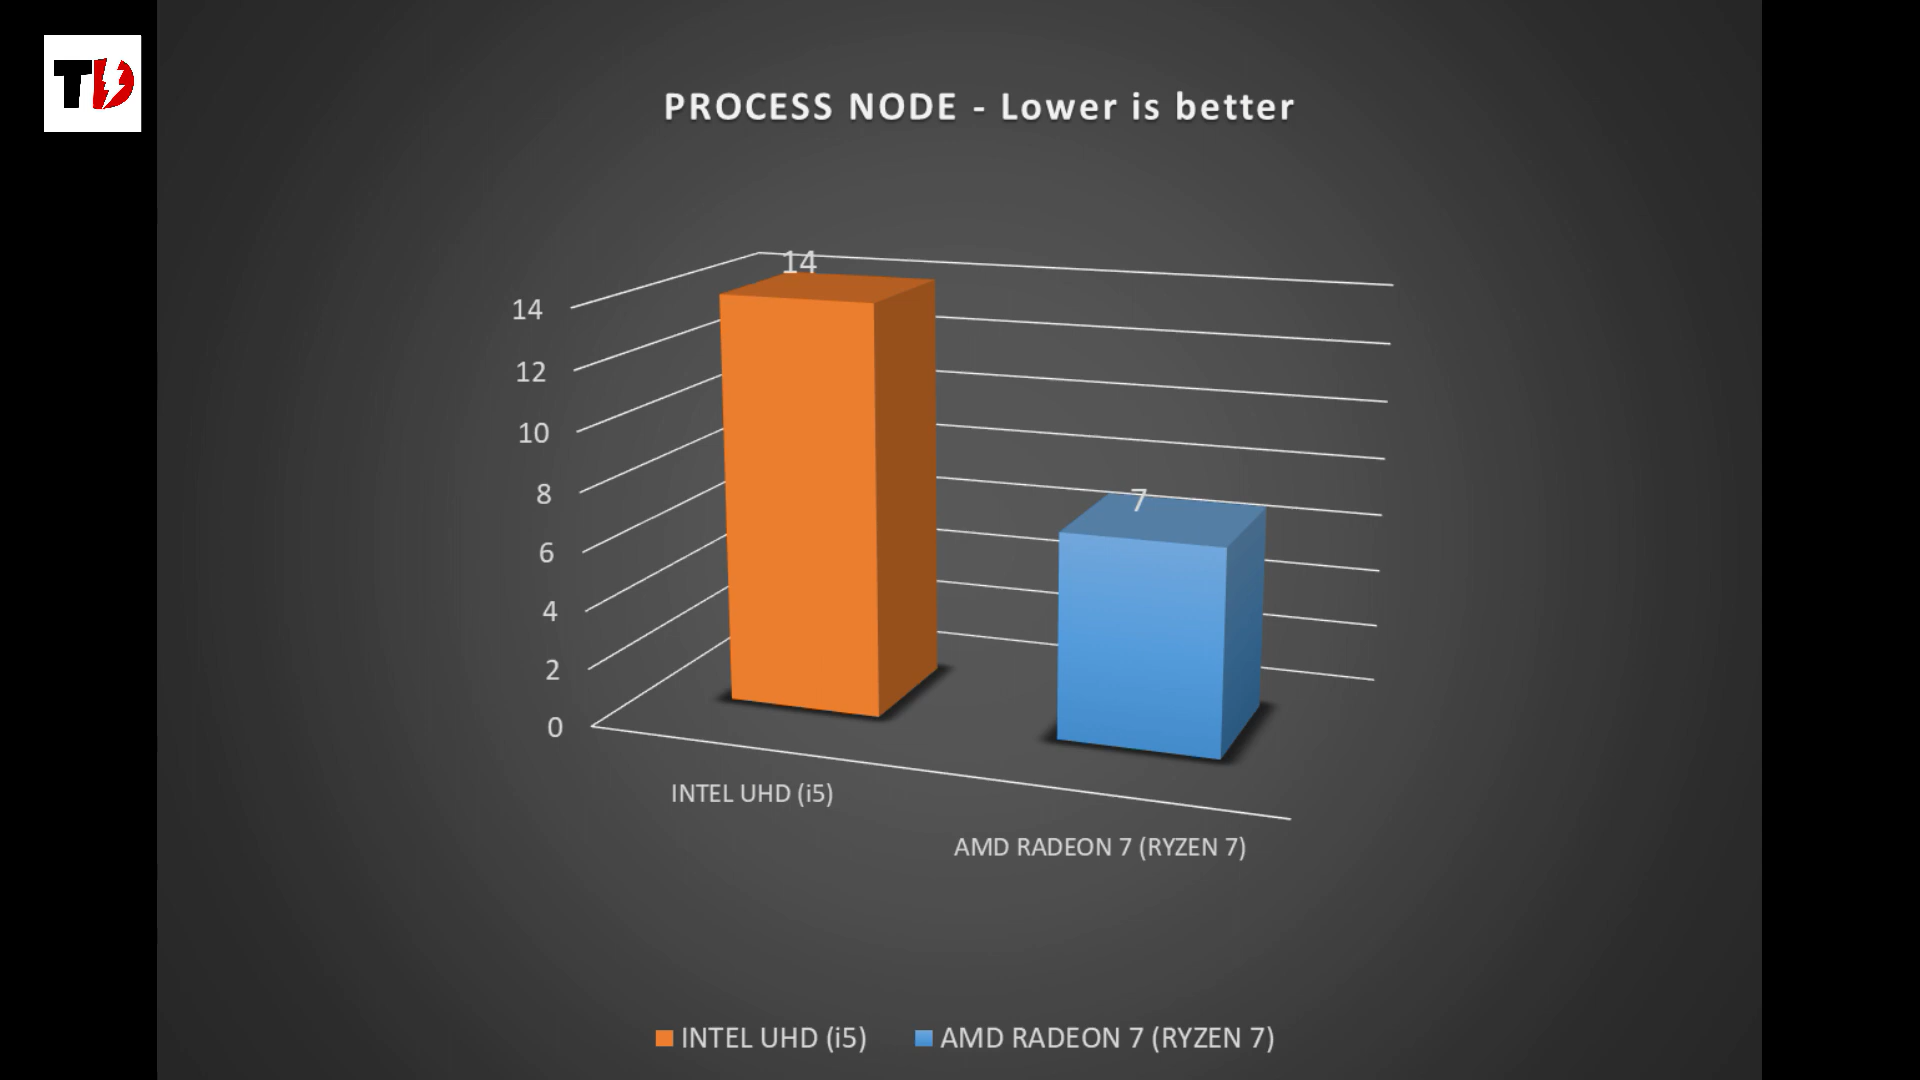 TD
PROCESS NODE - Lower is better
14
14
12
10
8
7
6
4
2
0
INTEL UHD (i5)
AMD RADEON 7 (RYZEN 7)
INTEL UHD (i5)
AMD RADEON 7 (RYZEN 7)